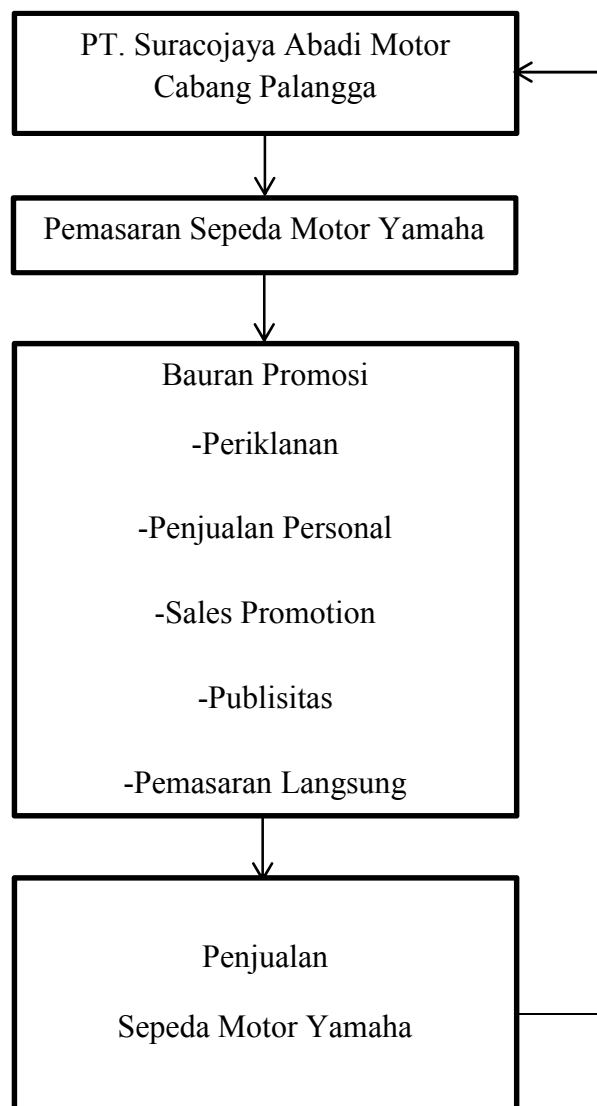 PT. Suracojaya Abadi Motor
Cabang Palangga
Pemasaran Sepeda Motor Yamaha
Bauran Promosi
-Periklanan
-Penjualan Personal
-Sales Promotion
-Publisitas
-Pemasaran Langsung
Penjualan
Sepeda Motor Yamaha